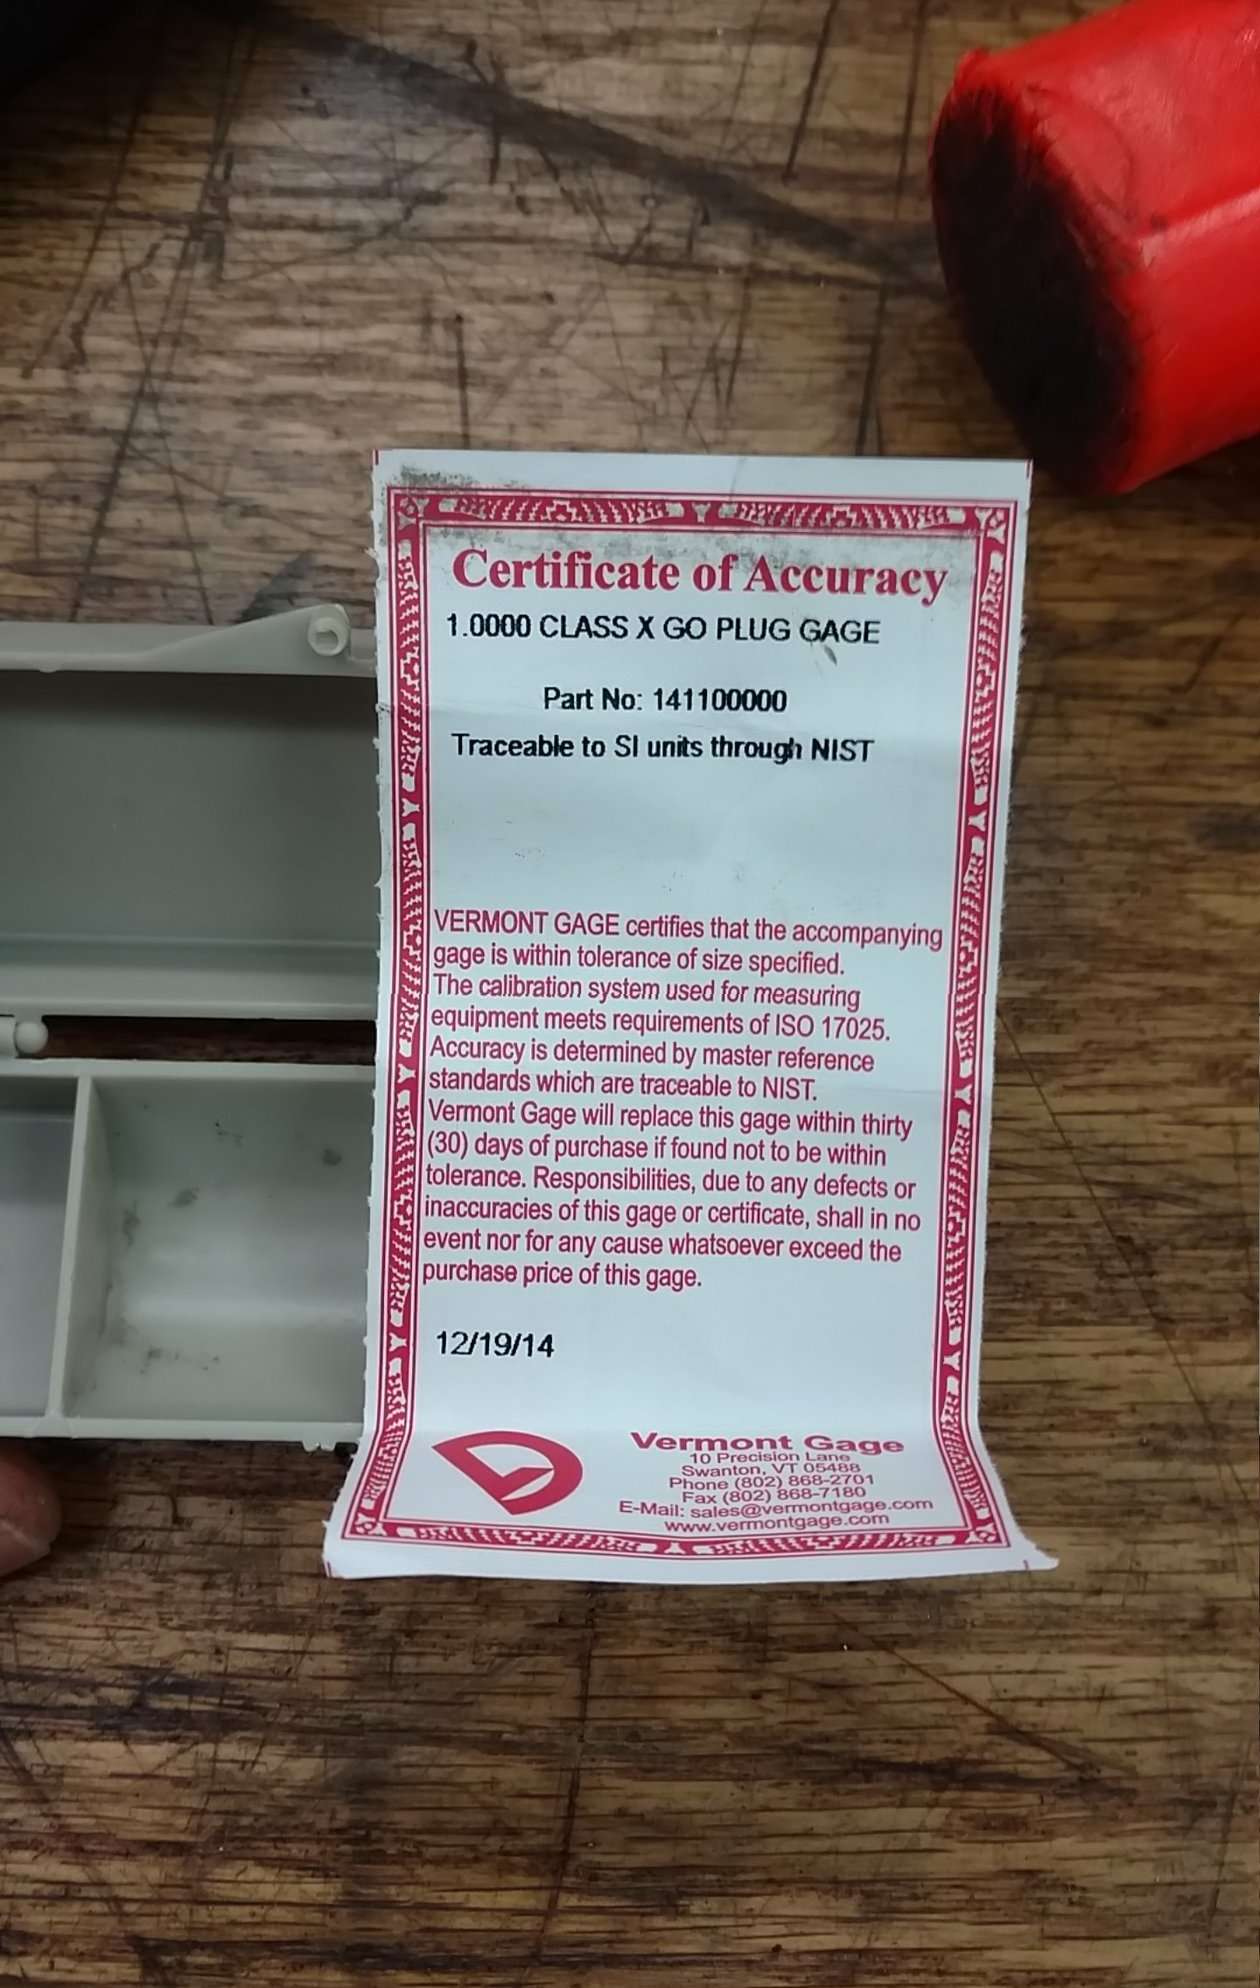 Certificate of Accuracy
1.0000 CLASS X GO PLUG GAGE
Part No: 141100000
Traceable to SI units through NIST
VERMONT GAGE certifies that the accompanying
gage is within tolerance of size specified.
The calibration system used for measuring
equipment meets requirements of ISO 17025.
Accuracy is determined by master reference
standards which are traceable to NIST.
Vermont Gage will replace this gage within thirty
(30) days of purchase if found not to be within
tolerance. Responsibilities, due to any defects or
inaccuracies of this gage or certificate, shall in no
event nor for any cause whatsoever exceed the
purchase price of this gage.
12/19/14
Vermont Gage
10 Precision Lane
Swanton, VT 05488
Phone (802) 868-2701
Fax (802) 868-7180
E-Mail: sales@vermontgage.com
www.vermontgage.com